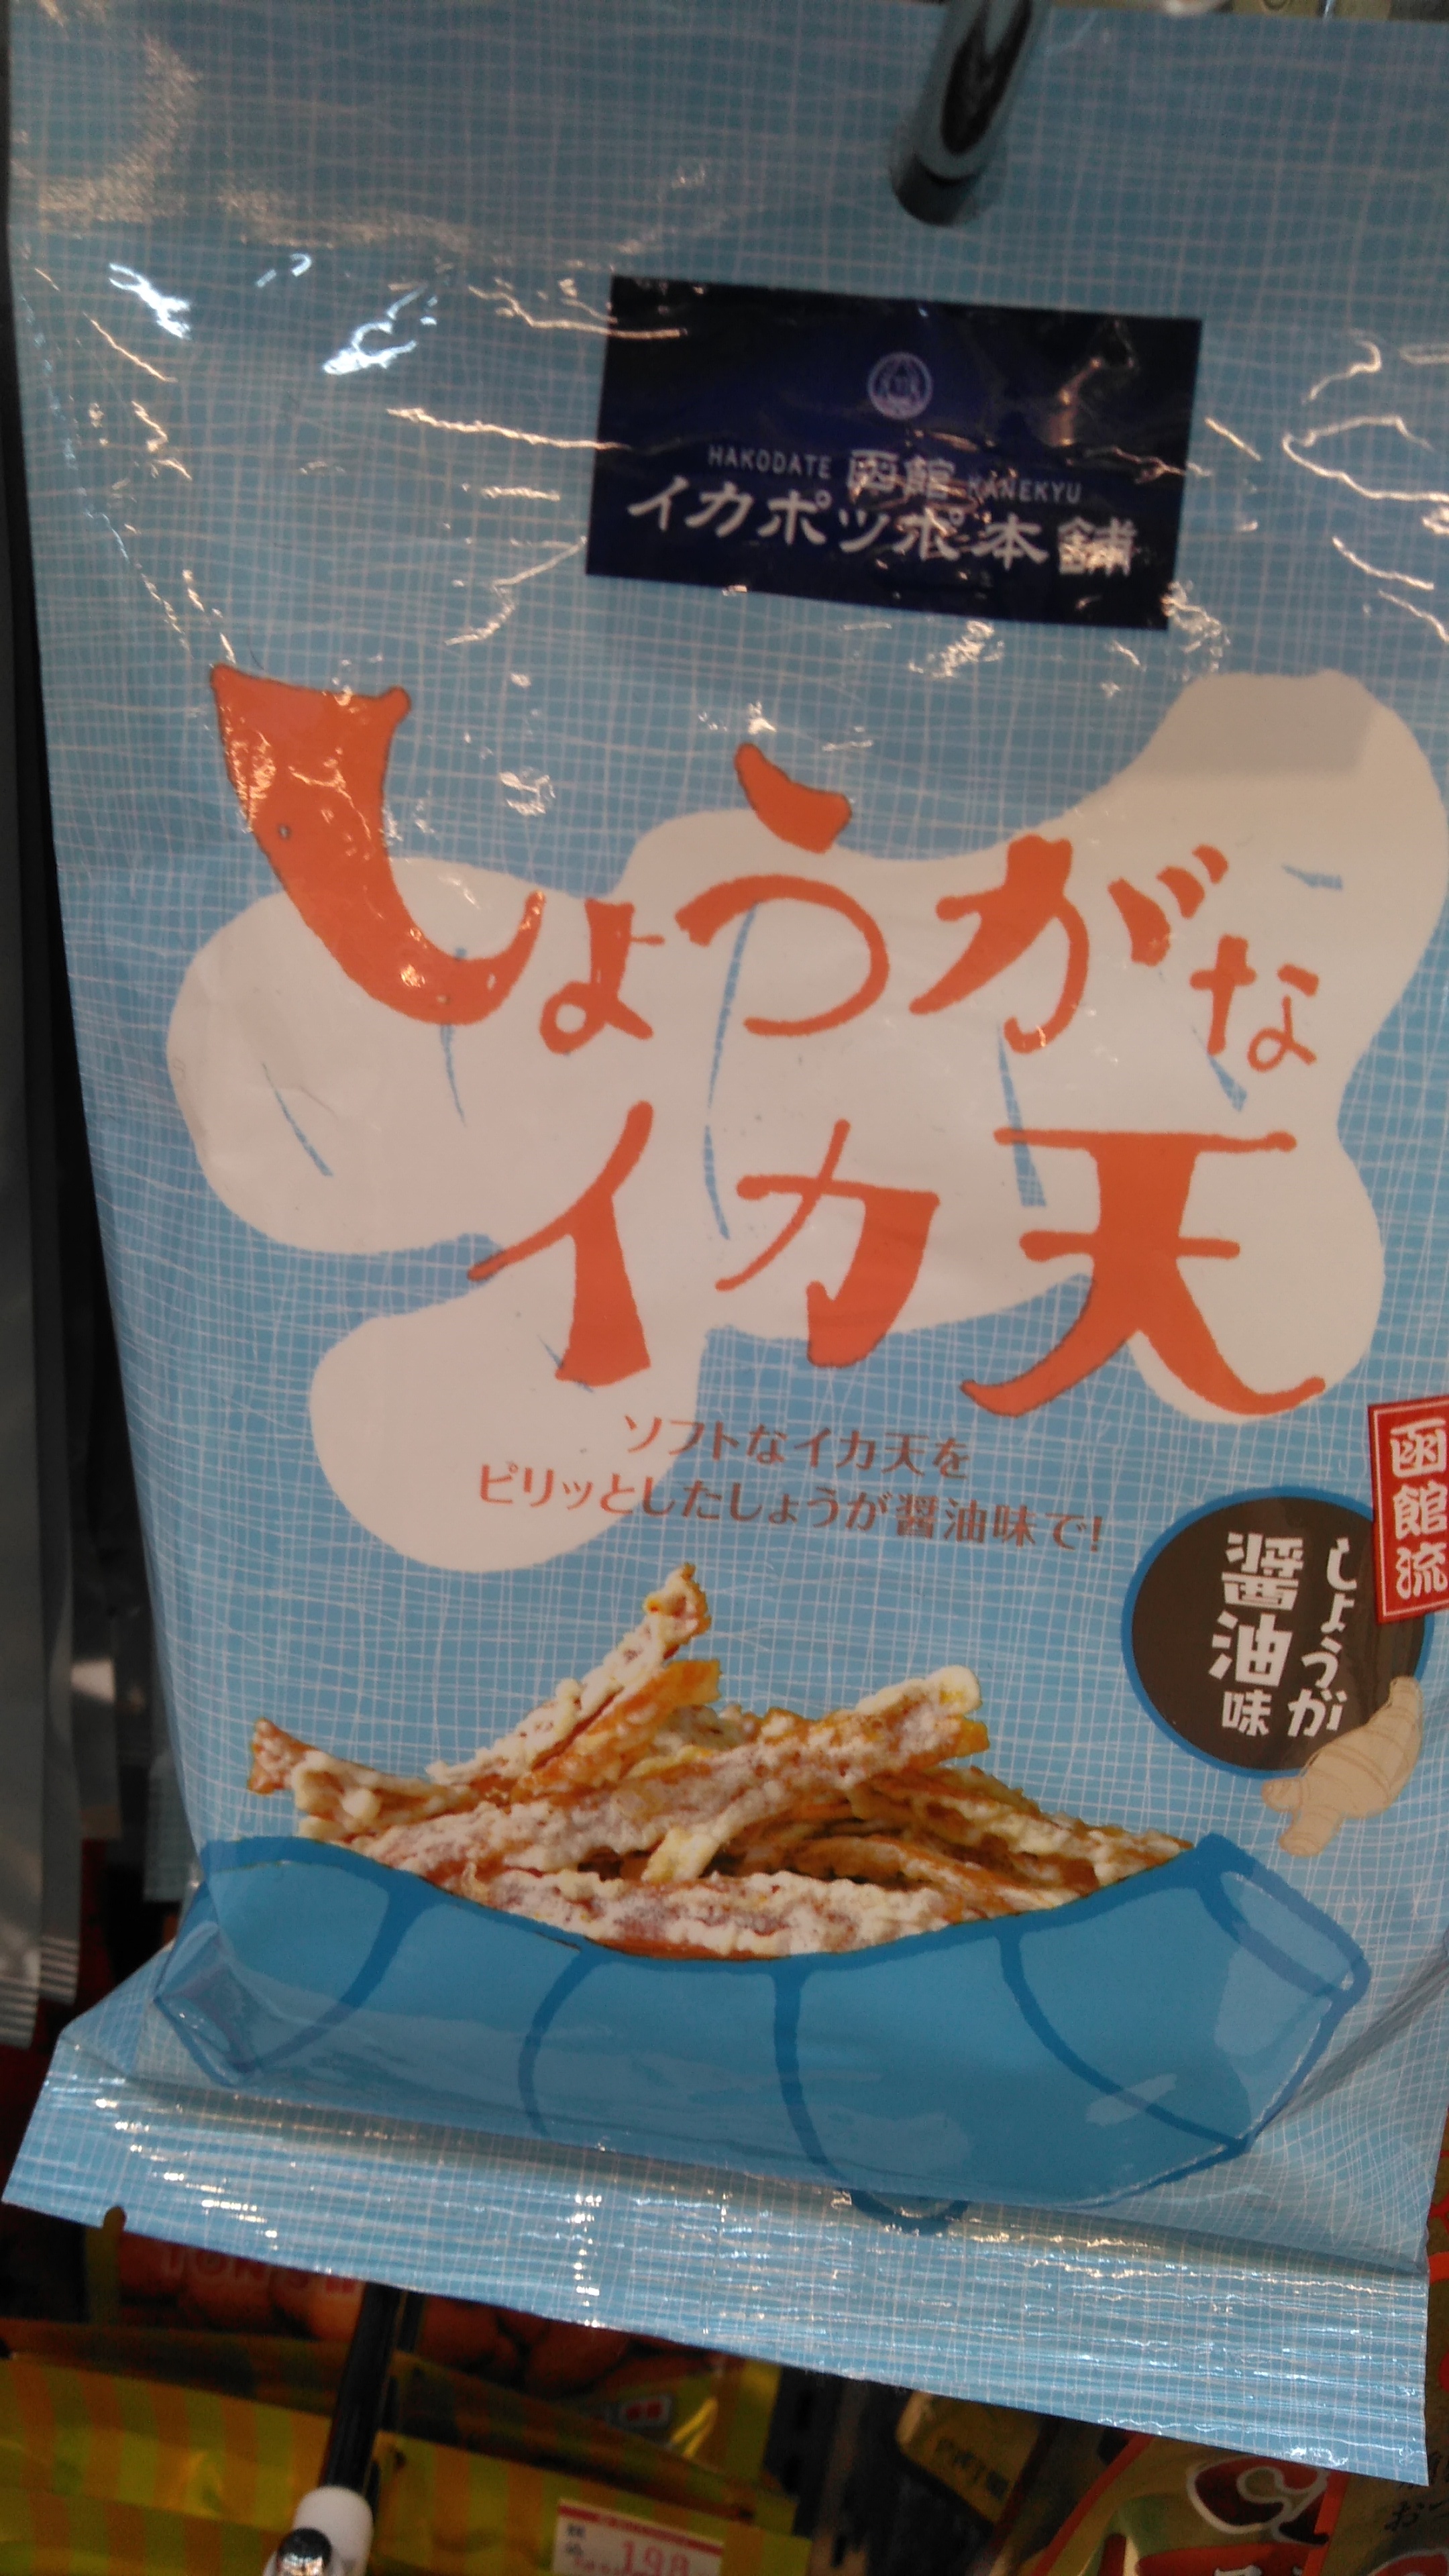 HAKODATE 函館 KANEKYU
イカポッポ本舗
しょうがな
イカ天
ソフトなイカ天を
ピリッとしたしょうが醤油味で!
函館流
しょうが
醤油味
198